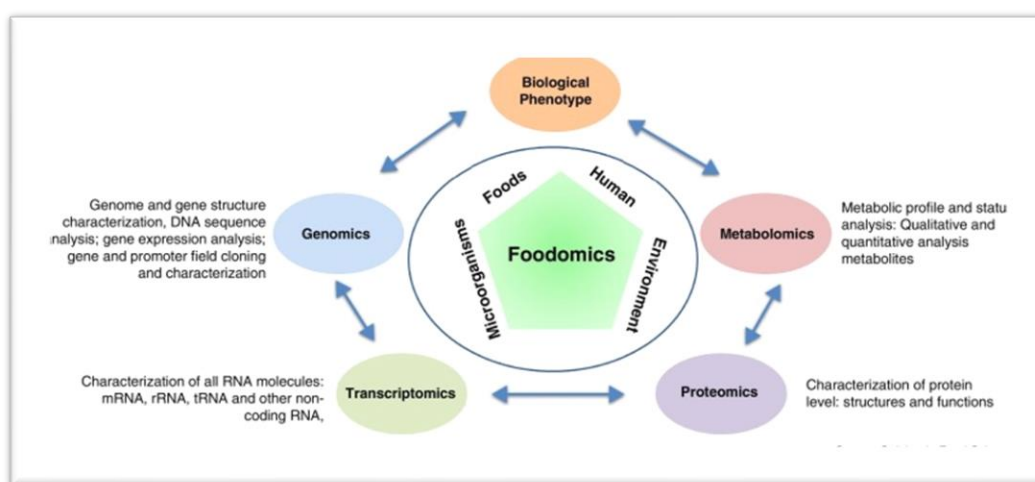 Biological
Phenotype
Foods
Human
Genome and gene structure
characterization, DNA sequence
nalysis; gene expression analysis;
gene and promoter field cloning
and characterization
Genomics
Microorganisms
Foodomics
Environment
Metabolomics
Metabolic profile and statu
analysis: Qualitative and
quantitative analysis
metabolites
Characterization of all RNA molecules:
mRNA, rRNA, tRNA and other non-
coding RNA,
Transcriptomics
Proteomics
Characterization of protein
level: structures and functions